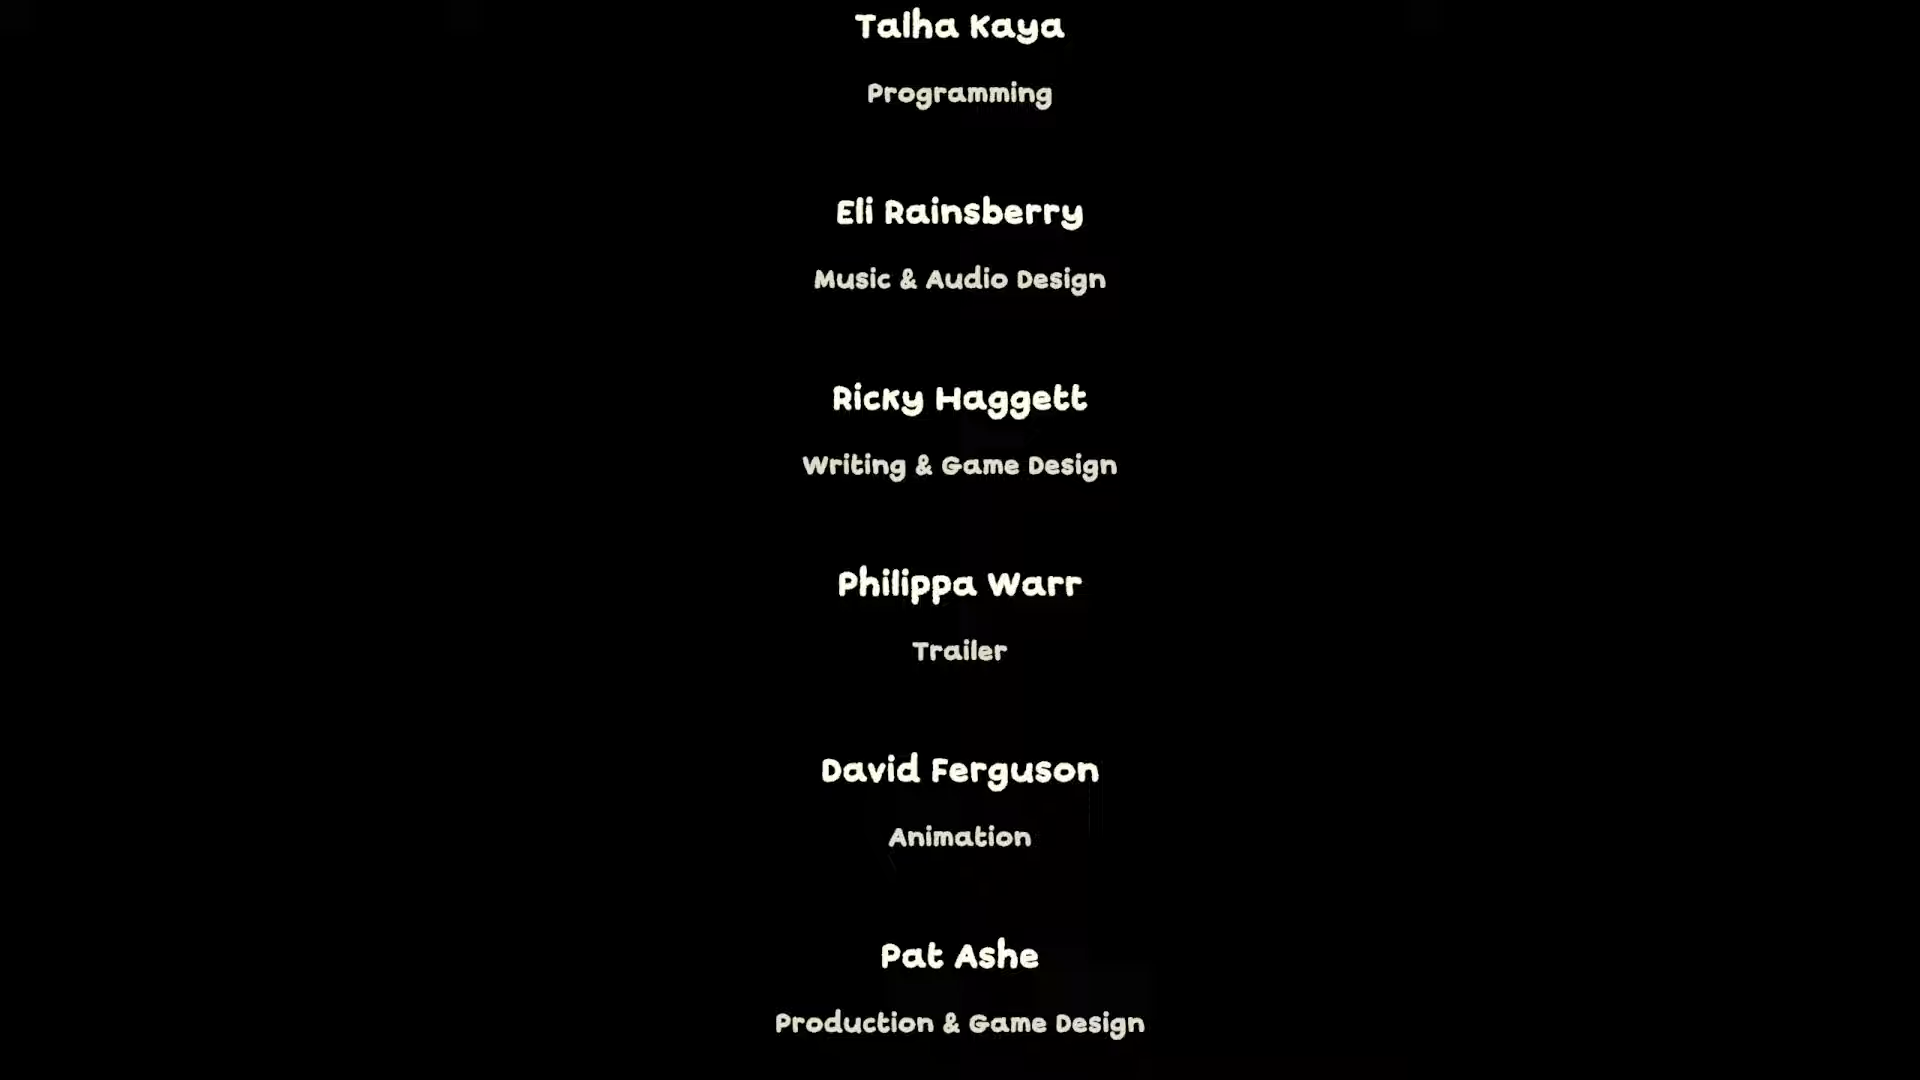 Talha Kaya
Programming
Eli Rainsberry
Music & Audio Design
Ricky Haggett
Writing & Game Design
Philippa Warr
Trailer
David Ferguson
Animation
Pat Ashe
Production & Game Design